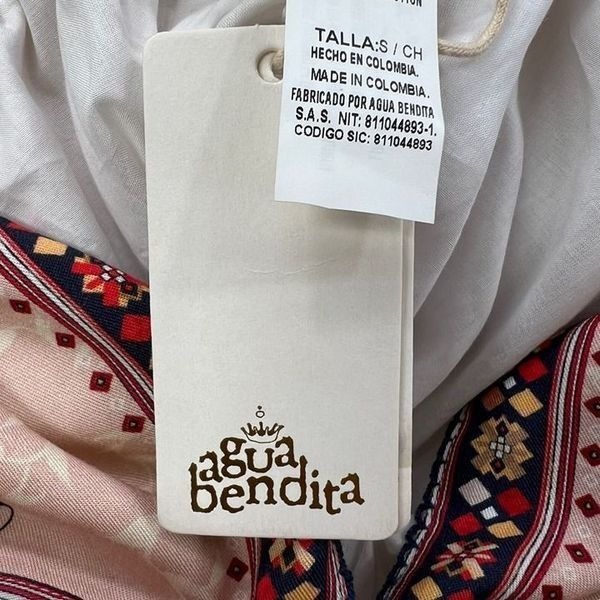 TALLA:S / CH
HECHO EN COLOMBIA.
MADE IN COLOMBIA.
FABRICADO POR AGUA BENDITA
S.A.S. NIT: 811044893-1.
CODIGO SIC: 811044893
agua
bendita